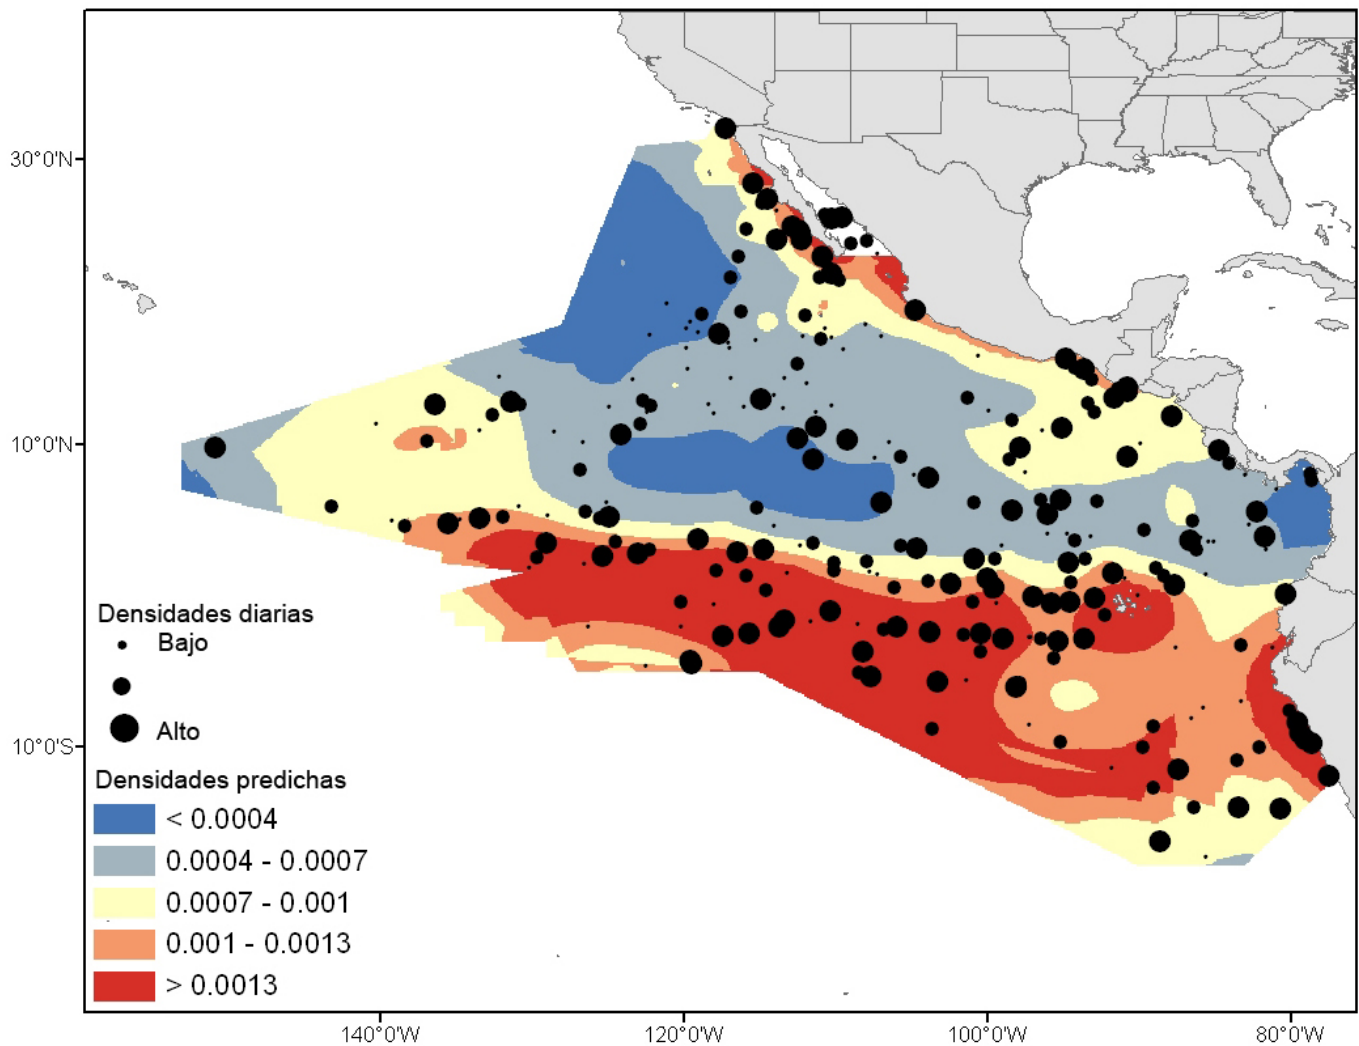 30°0'N
10°0'N
10°0'S
Densidades diarias
Bajo
Alto
Densidades predichas
< 0.0004
0.0004 - 0.0007
0.0007 - 0.001
0.001 - 0.0013
> 0.0013
140°0'W
120°0'W
100°0'W
80°0'W